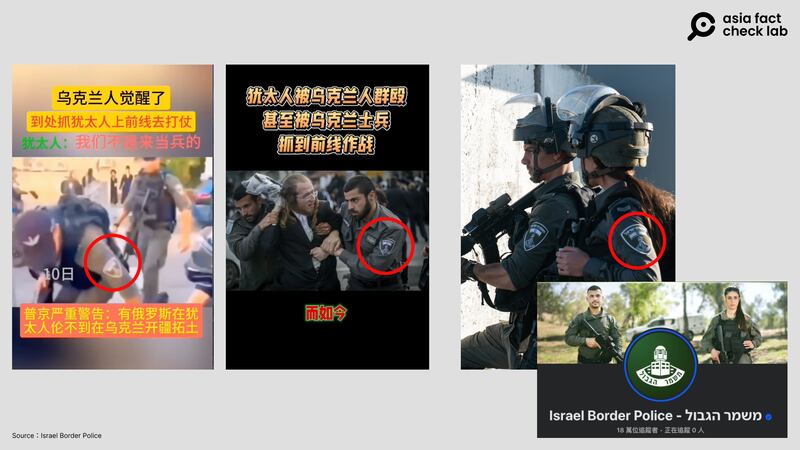 asia fact
check lab
乌克兰人觉醒了
到处抓犹太人上前线去打仗
犹太人：我们不是来当兵的
10日
普京严重警告：有俄罗斯在犹
太人伦不到在乌克兰开疆拓土
犹太人被乌克兰人群殴
甚至被乌克兰士兵
抓到前线作战
而如今
משמר הגבול
Israel Border Police - משמר הגבול
18 萬位追蹤者 · 正在追蹤 0 人
Source：Israel Border Police